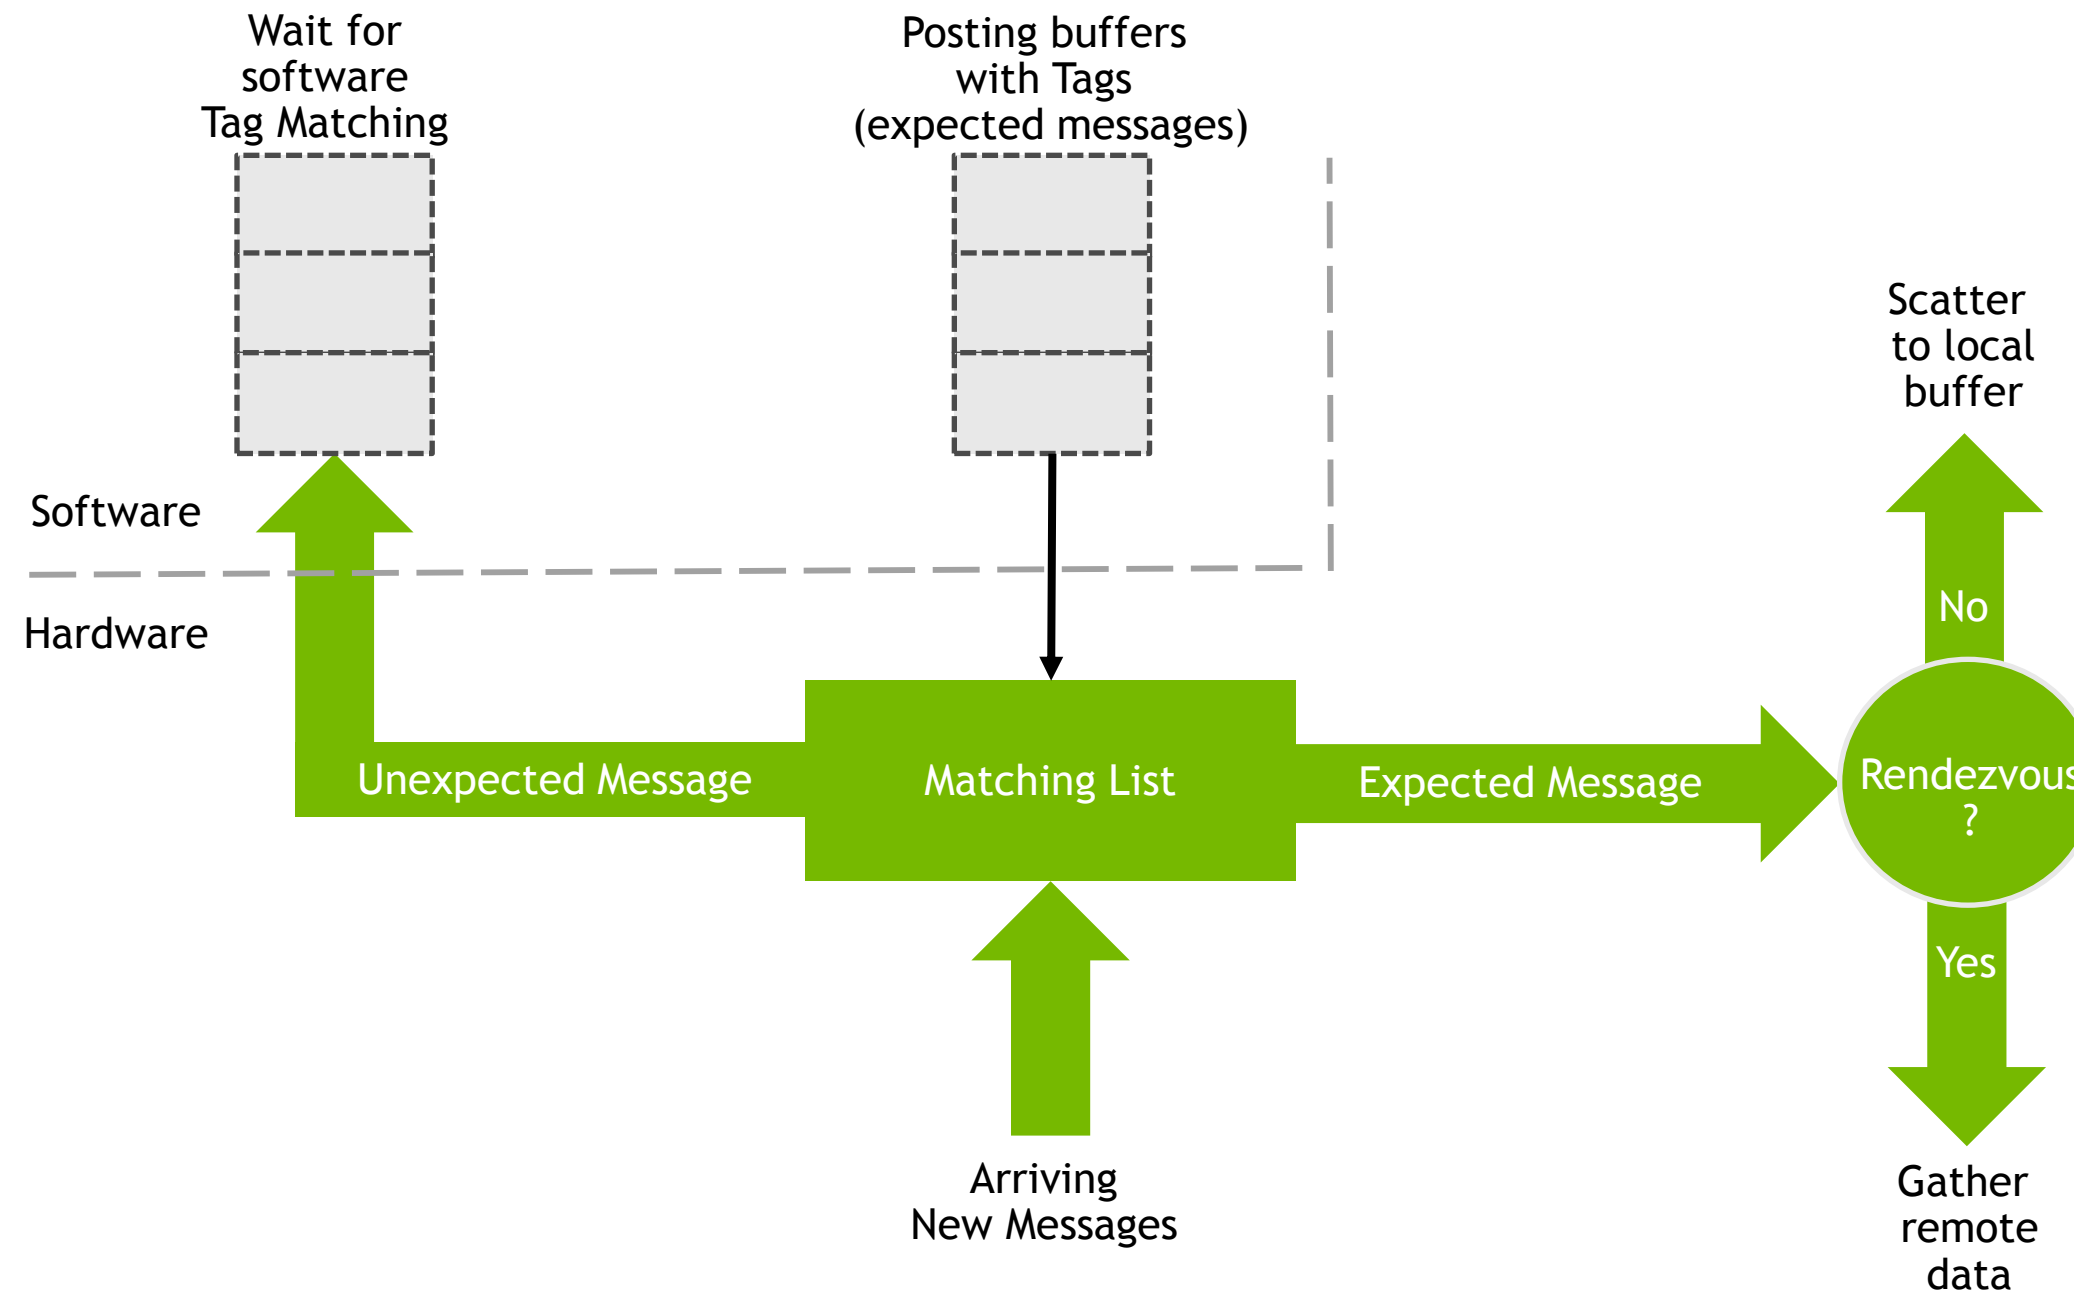 Wait for
software
Tag Matching
Posting buffers
with Tags
(expected messages)
Scatter
to local
buffer
Software
Hardware
No
Unexpected Message
Matching List
Expected Message
Rendezvous
?
Yes
Arriving
New Messages
Gather
remote
data